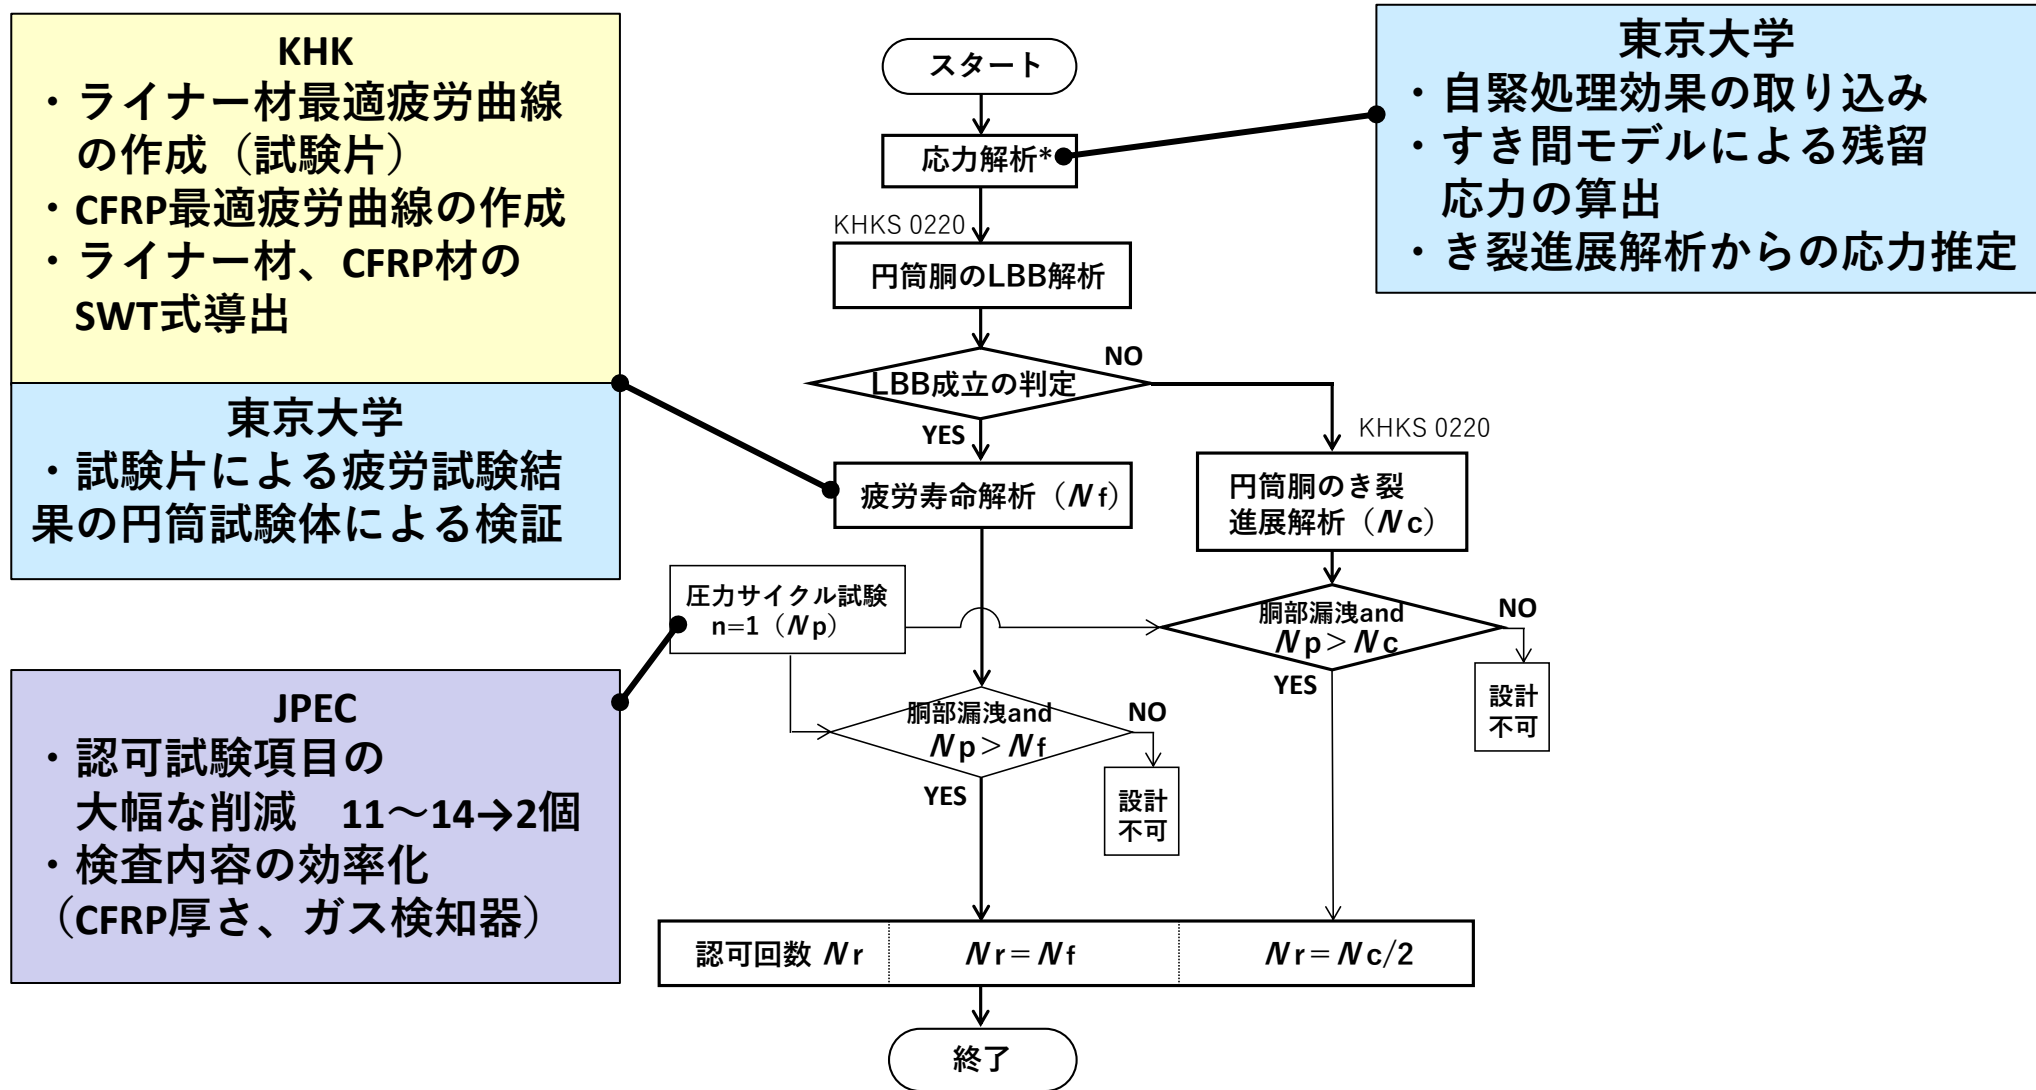 KHK
・ライナー材最適疲労曲線
の作成（試験片）
・CFRP最適疲労曲線の作成
・ライナー材、CFRP材の
SWT式導出
東京大学
・試験片による疲労試験結
果の円筒試験体による検証
JPEC
・認可試験項目の
大幅な削減　11～14→2個
・検査内容の効率化
（CFRP厚さ、ガス検知器）
スタート
応力解析*
KHKS 0220
円筒胴のLBB解析
LBB成立の判定
NO
YES
疲労寿命解析（Nf）
KHKS 0220
円筒胴のき裂
進展解析（Nc）
圧力サイクル試験
n=1（Np）
胴部漏洩and
Np＞Nc
NO
YES
設計
不可
胴部漏洩and
Np＞Nf
NO
YES
設計
不可
認可回数 Nr
Nr＝Nf
Nr＝Nc/2
終了
東京大学
・自緊処理効果の取り込み
・すき間モデルによる残留
応力の算出
・き裂進展解析からの応力推定